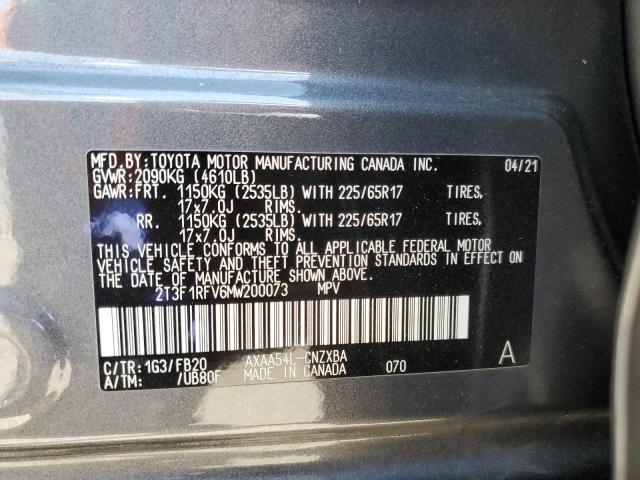 MFD.BY:TOYOTA MOTOR MANUFACTURING CANADA INC. 04/21
GVWR:2090KG (4610LB)
GAWR:FRT. 1150KG (2535LB) WITH 225/65R17 TIRES,
17x7.0J RIMS.
RR. 1150KG (2535LB) WITH 225/65R17 TIRES,
17x7.0J RIMS.
THIS VEHICLE CONFORMS TO ALL APPLICABLE FEDERAL MOTOR
VEHICLE SAFETY AND THEFT PREVENTION STANDARDS IN EFFECT ON
THE DATE OF MANUFACTURE SHOWN ABOVE.
2T3F1RFV6MW200073 MPV
C/TR:1G3/FB20 AXAA54L-CNZXBA A
A/TM: /UB80F MADE IN CANADA 070